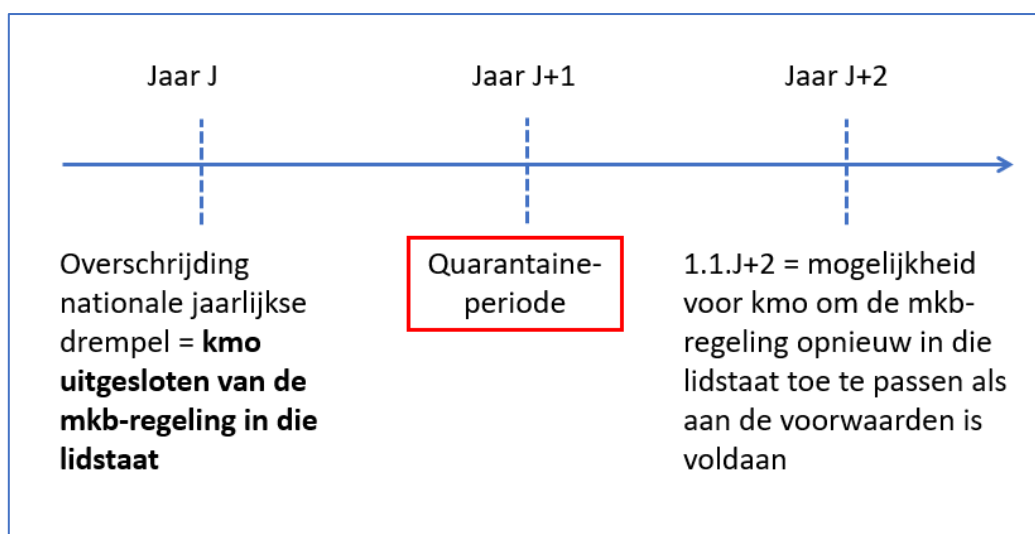 Jaar J
Jaar J+1
Jaar J+2
Overschrijding
nationale jaarlijkse
drempel = kmo
uitgesloten van de
mkb-regeling in die
lidstaat
Quarantaine-
periode
1.1.J+2 = mogelijkheid
voor kmo om de mkb-
regeling opnieuw in die
lidstaat toe te passen als
aan de voorwaarden is
voldaan